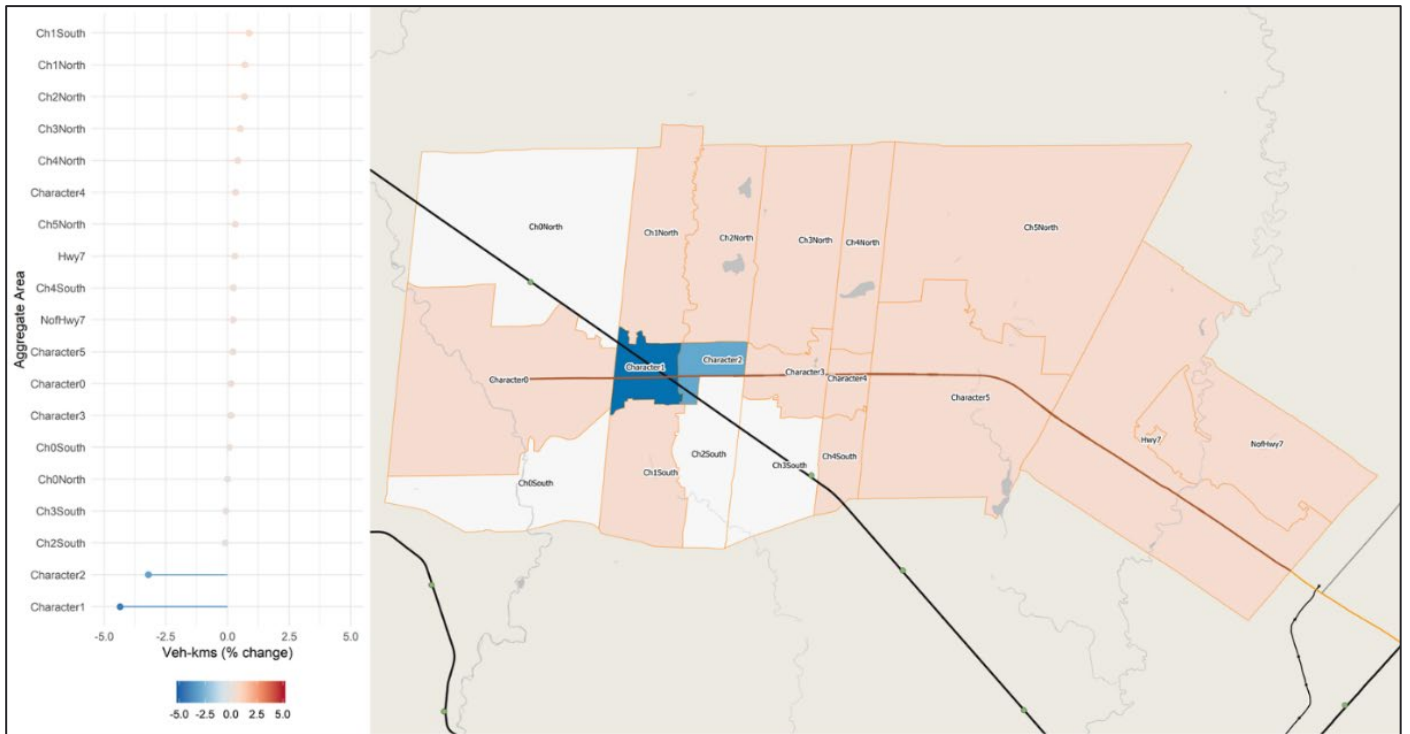 Ch1South
Ch1North
Ch2North
Ch3North
Ch4North
Character4
Ch5North
Hwy7
Ch4South
NofHwy7
Character5
Character0
Character3
Ch0South
Ch0North
Ch3South
Ch2South
Character2
Character1
Aggregate Area
-5.0 -2.5 0.0 2.5 5.0
Veh-kms (% change)
-5.0 -2.5 0.0 2.5 5.0
Ch0North
Ch1North
Ch2North
Ch3North
Ch4North
Ch5North
Character0
Character1
Character2
Character3
Character4
Character5
Hwy7
NofHwy7
Ch0South
Ch1South
Ch2South
Ch3South
Ch4South